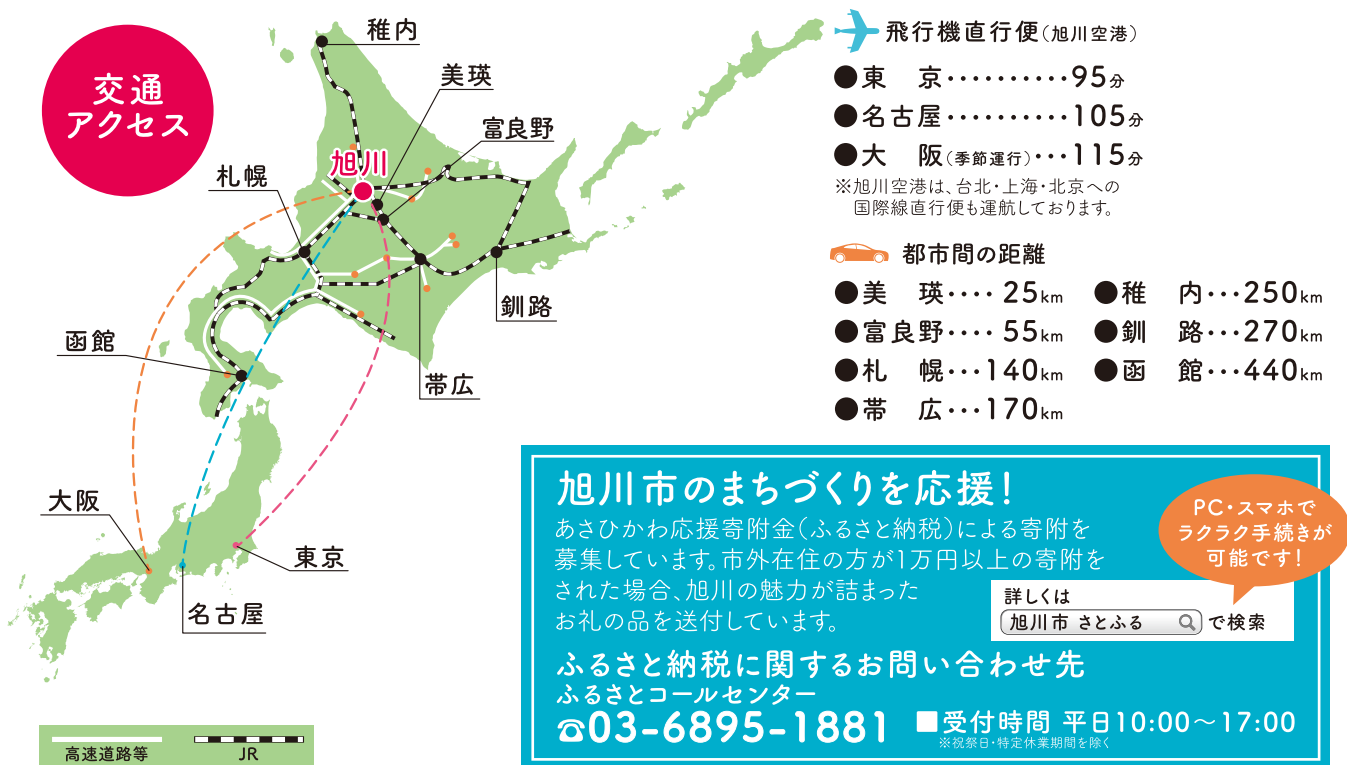 交通
アクセス
稚内
美瑛
富良野
旭川
札幌
釧路
函館
帯広
大阪
東京
名古屋
高速道路等
JR
飛行機直行便（旭川空港）
●東　京・・・・・・・・・・95分
●名古屋・・・・・・・・・・105分
●大　阪（季節運行）・・・115分
※旭川空港は、台北・上海・北京への
国際線直行便も運航しております。
都市間の距離
●美　瑛・・・・25km
●富良野・・・・55km
●札　幌・・・140km
●帯　広・・・170km
●稚　内・・・250km
●釧　路・・・270km
●函　館・・・440km
旭川市のまちづくりを応援！
あさひかわ応援寄附金（ふるさと納税）による寄附を
募集しています。市外在住の方が1万円以上の寄附を
された場合、旭川の魅力が詰まった
お礼の品を送付しています。
PC・スマホで
ラクラク手続きが
可能です！
詳しくは
旭川市 さとふる で検索
ふるさと納税に関するお問い合わせ先
ふるさとコールセンター
☎03-6895-1881
■受付時間 平日10:00〜17:00
※祝祭日・特定休業期間を除く